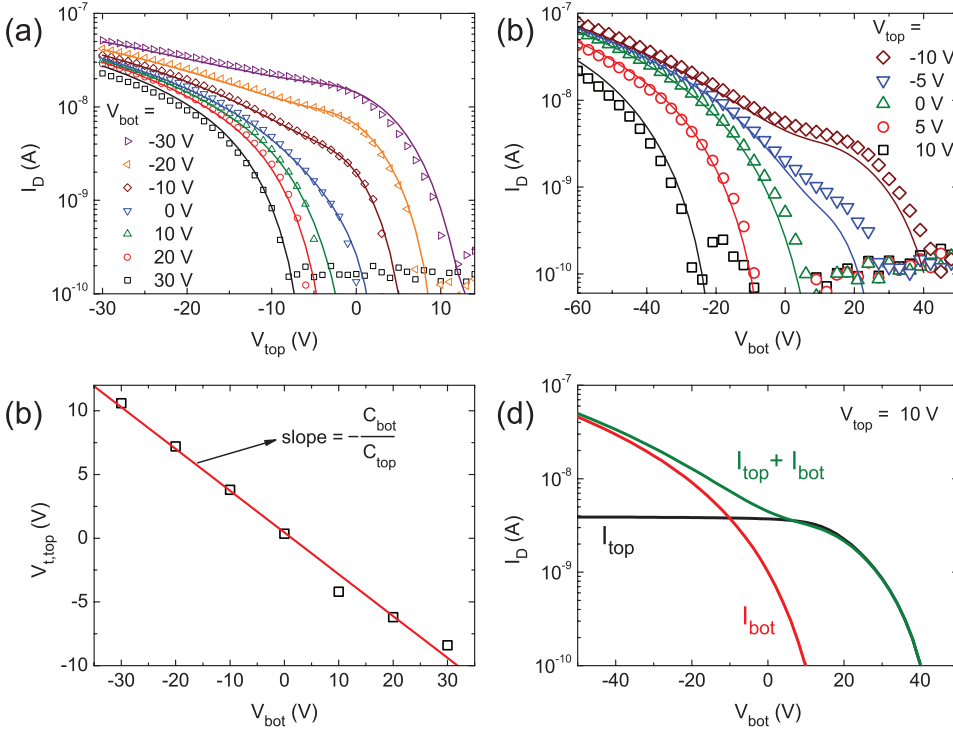 (a)
10⁻⁷
10⁻⁸
10⁻⁹
10⁻¹⁰
I_D (A)
V_bot =
-30 V
-20 V
-10 V
0 V
10 V
20 V
30 V
-30 -20 -10 0 10
V_top (V)
(b)
10⁻⁷
10⁻⁸
10⁻⁹
10⁻¹⁰
I_D (A)
V_top =
-10 V
-5 V
0 V
5 V
10 V
-60 -40 -20 0 20 40
V_bot (V)
(b)
10
5
0
-5
-10
V_t,top (V)
slope = - C_bot / C_top
-30 -20 -10 0 10 20 30
V_bot (V)
(d)
10⁻⁷
10⁻⁸
10⁻⁹
10⁻¹⁰
I_D (A)
V_top = 10 V
I_top + I_bot
I_top
I_bot
-40 -20 0 20 40
V_bot (V)